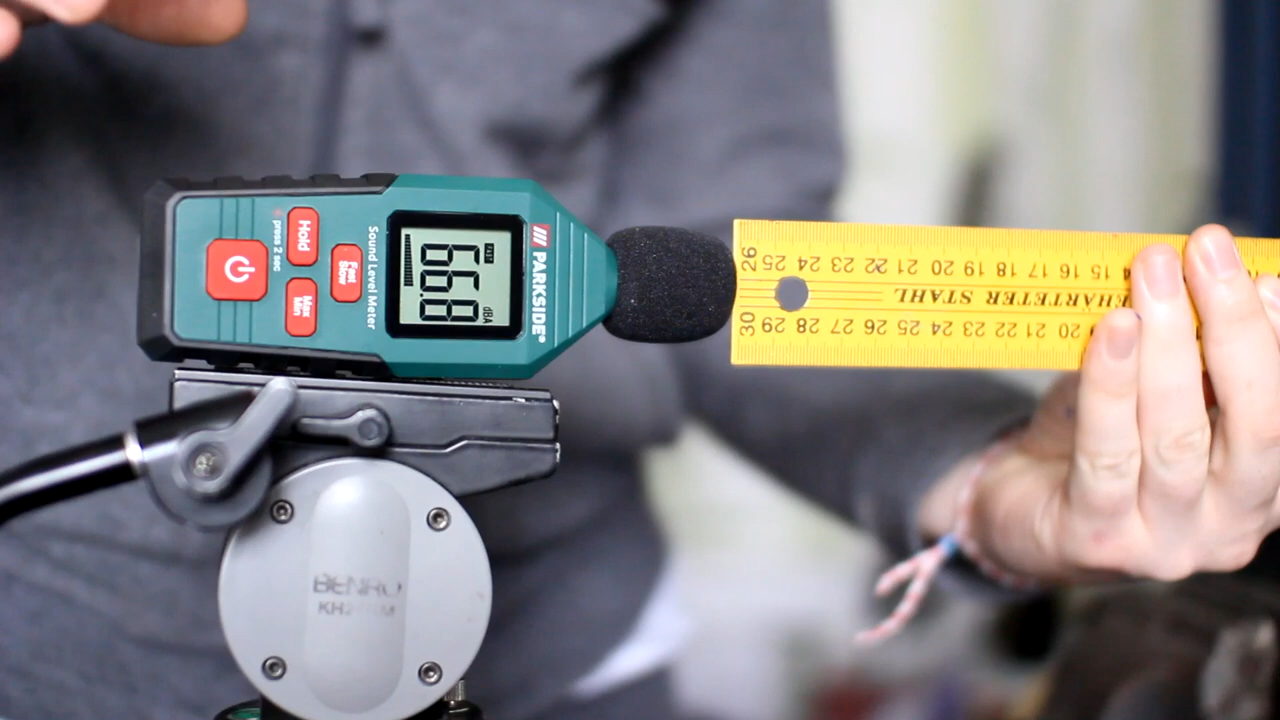 PARKSIDE®
FAST
66.8
dBA
Sound Level Meter
Fast
Slow
Hold
Max
Min
press 2 sec
26 25 24 23 22 21 20 19 18 17 16 15
EHÄRTETER STAHL
30 29 28 27 26 25 24 23 22 21 20
BENRO